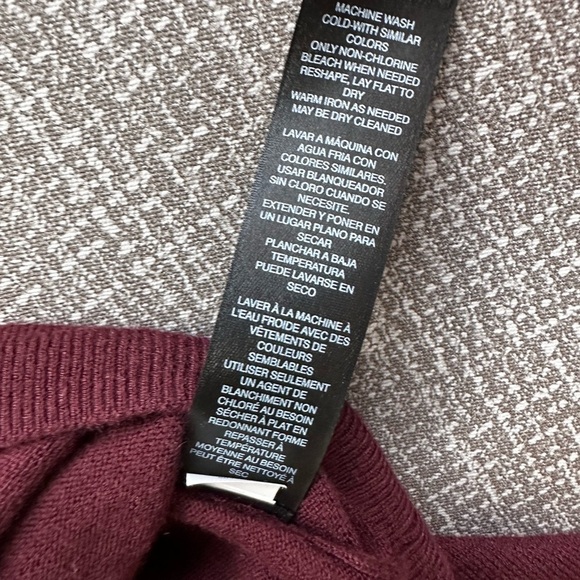 MACHINE WASH
COLD-WITH SIMILAR
COLORS
ONLY NON-CHLORINE
BLEACH WHEN NEEDED
RESHAPE, LAY FLAT TO
DRY
WARM IRON AS NEEDED
MAY BE DRY CLEANED
LAVAR A MÁQUINA CON
AGUA FRIA CON
COLORES SIMILARES.
USAR BLANQUEADOR
SIN CLORO CUANDO SE
NECESITE.
EXTENDER Y PONER EN
UN LUGAR PLANO PARA
SECAR
PLANCHAR A BAJA
TEMPERATURA
PUEDE LAVARSE EN
SECO
LAVER À LA MACHINE À
L'EAU FROIDE AVEC DES
VÊTEMENTS DE
COULEURS
SEMBLABLES
UTILISER SEULEMENT
UN AGENT DE
BLANCHIMENT NON
CHLORÉ AU BESOIN
SÉCHER À PLAT EN
REDONNANT FORME
REPASSER À
TEMPÉRATURE
MOYENNE AU BESOIN
PEUT ÊTRE NETTOYÉ À
SEC